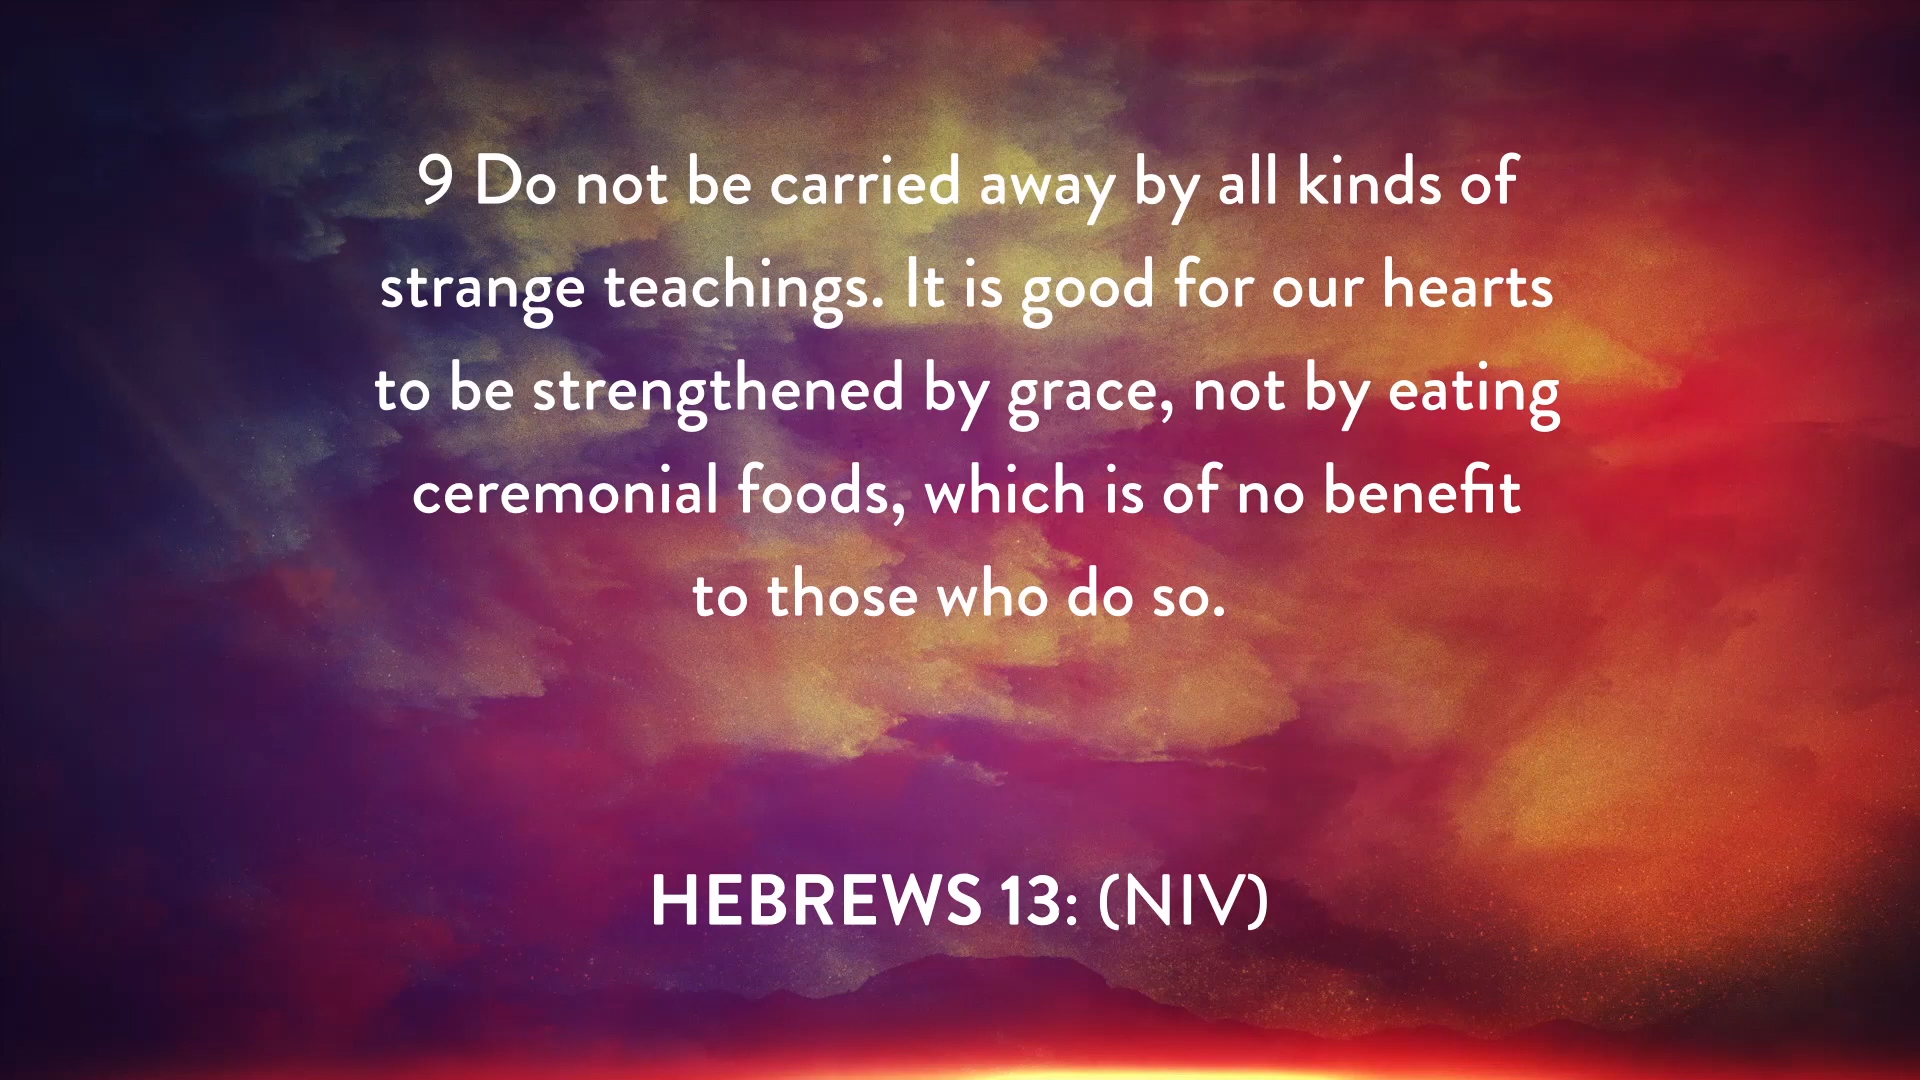 9 Do not be carried away by all kinds of
strange teachings. It is good for our hearts
to be strengthened by grace, not by eating
ceremonial foods, which is of no benefit
to those who do so.
HEBREWS 13: (NIV)